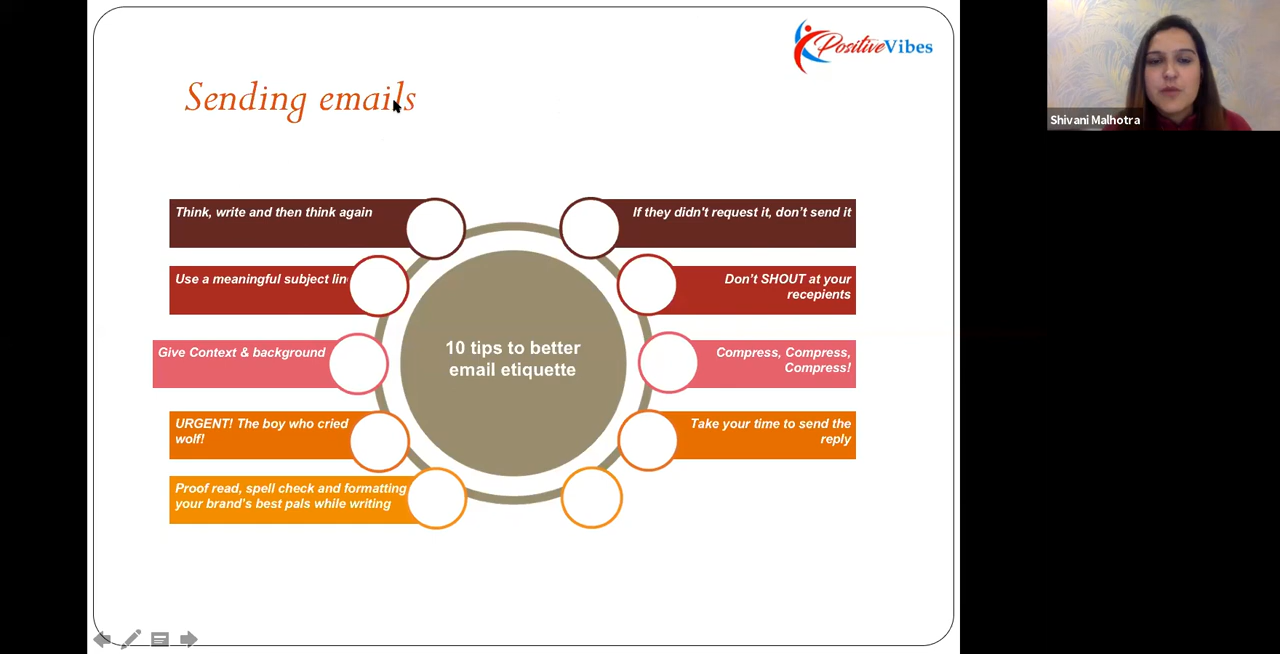 PositiveVibes
Shivani Malhotra
Sending emails
Think, write and then think again
Use a meaningful subject lin
Give Context & background
URGENT! The boy who cried
wolf!
Proof read, spell check and formatting
your brand's best pals while writing
10 tips to better
email etiquette
If they didn't request it, don't send it
Don't SHOUT at your
recepients
Compress, Compress,
Compress!
Take your time to send the
reply